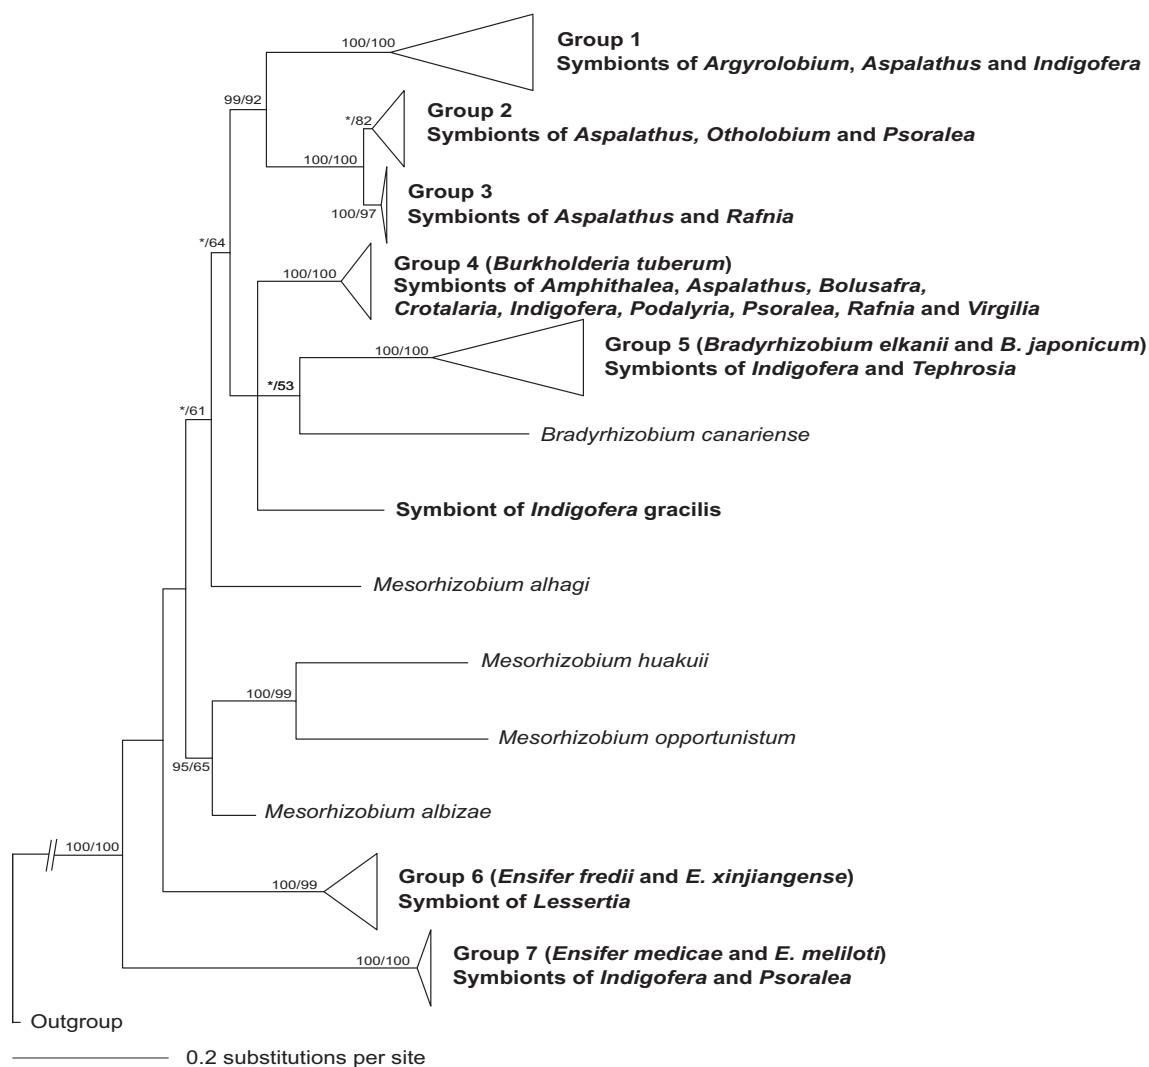 100/100
Group 1
Symbionts of Argyrolobium, Aspalathus and Indigofera
99/92
*/82
Group 2
Symbionts of Aspalathus, Otholobium and Psoralea
100/100
Group 3
100/97
Symbionts of Aspalathus and Rafnia
*/64
Group 4 (Burkholderia tuberum)
100/100
Symbionts of Amphithalea, Aspalathus, Bolusafra,
Crotalaria, Indigofera, Podalyria, Psoralea, Rafnia and Virgilia
100/100
Group 5 (Bradyrhizobium elkanii and B. japonicum)
Symbionts of Indigofera and Tephrosia
*/53
*/61
Bradyrhizobium canariense
Symbiont of Indigofera gracilis
Mesorhizobium alhagi
Mesorhizobium huakuii
100/99
Mesorhizobium opportunistum
95/65
Mesorhizobium albizae
100/100
Group 6 (Ensifer fredii and E. xinjiangense)
100/99
Symbiont of Lessertia
Group 7 (Ensifer medicae and E. meliloti)
100/100
Symbionts of Indigofera and Psoralea
Outgroup
0.2 substitutions per site